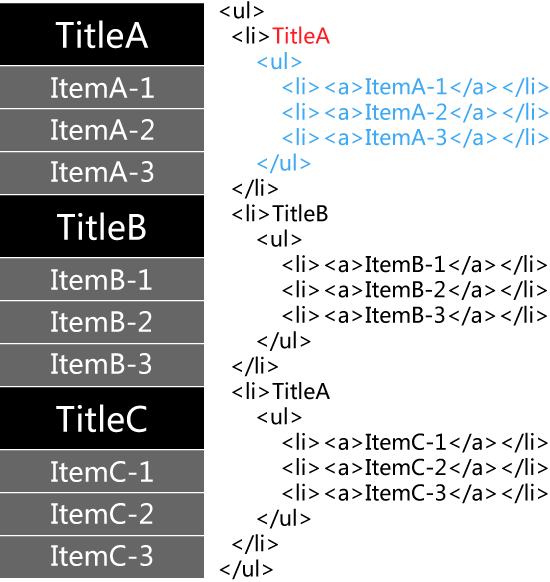 TitleA
ItemA-1
ItemA-2
ItemA-3
TitleB
ItemB-1
ItemB-2
ItemB-3
TitleC
ItemC-1
ItemC-2
ItemC-3
<ul>
<li>TitleA
<ul>
<li><a>ItemA-1</a></li>
<li><a>ItemA-2</a></li>
<li><a>ItemA-3</a></li>
</ul>
</li>
<li>TitleB
<ul>
<li><a>ItemB-1</a></li>
<li><a>ItemB-2</a></li>
<li><a>ItemB-3</a></li>
</ul>
</li>
<li>TitleA
<ul>
<li><a>ItemC-1</a></li>
<li><a>ItemC-2</a></li>
<li><a>ItemC-3</a></li>
</ul>
</li>
</ul>